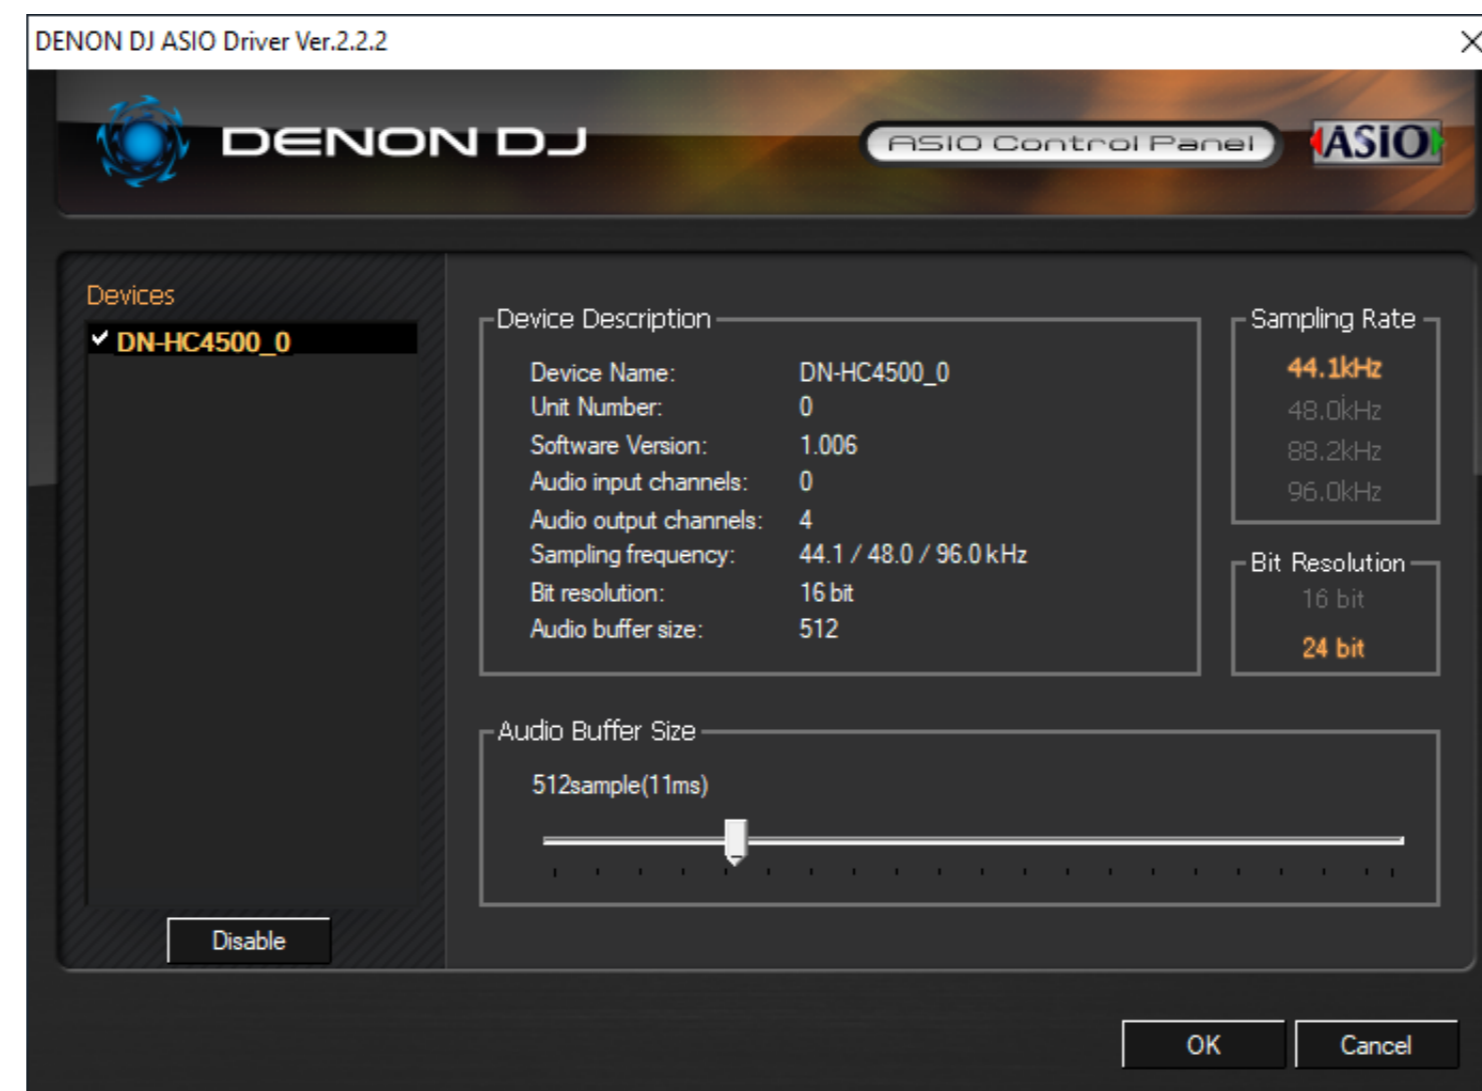 DENON DJ ASIO Driver Ver.2.2.2
DENON DJ
ASIO Control Panel
ASIO
Devices
DN-HC4500_0
Device Description
Device Name: DN-HC4500_0
Unit Number: 0
Software Version: 1.006
Audio input channels: 0
Audio output channels: 4
Sampling frequency: 44.1 / 48.0 / 96.0 kHz
Bit resolution: 16 bit
Audio buffer size: 512
Sampling Rate
44.1kHz
48.0kHz
88.2kHz
96.0kHz
Bit Resolution
16 bit
24 bit
Audio Buffer Size
512sample(11ms)
Disable
OK
Cancel